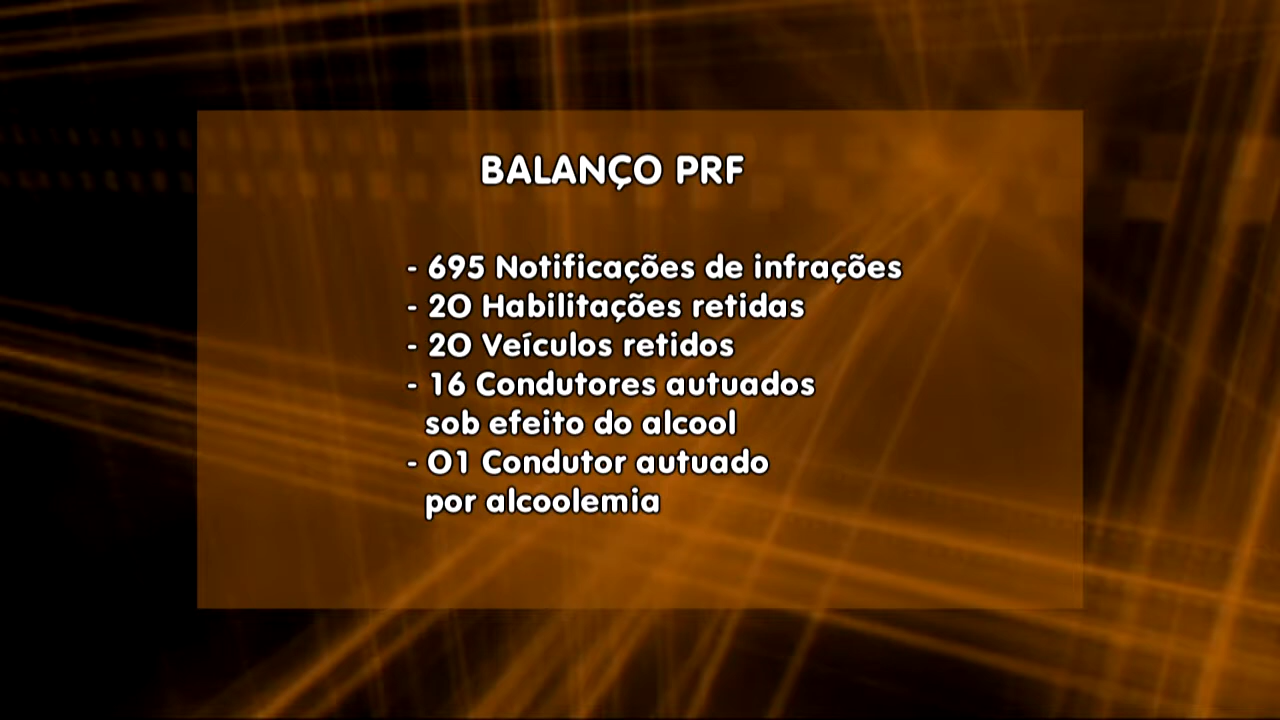 BALANÇO PRF
- 695 Notificações de infrações
- 20 Habilitações retidas
- 20 Veículos retidos
- 16 Condutores autuados
sob efeito do alcool
- 01 Condutor autuado
por alcoolemia